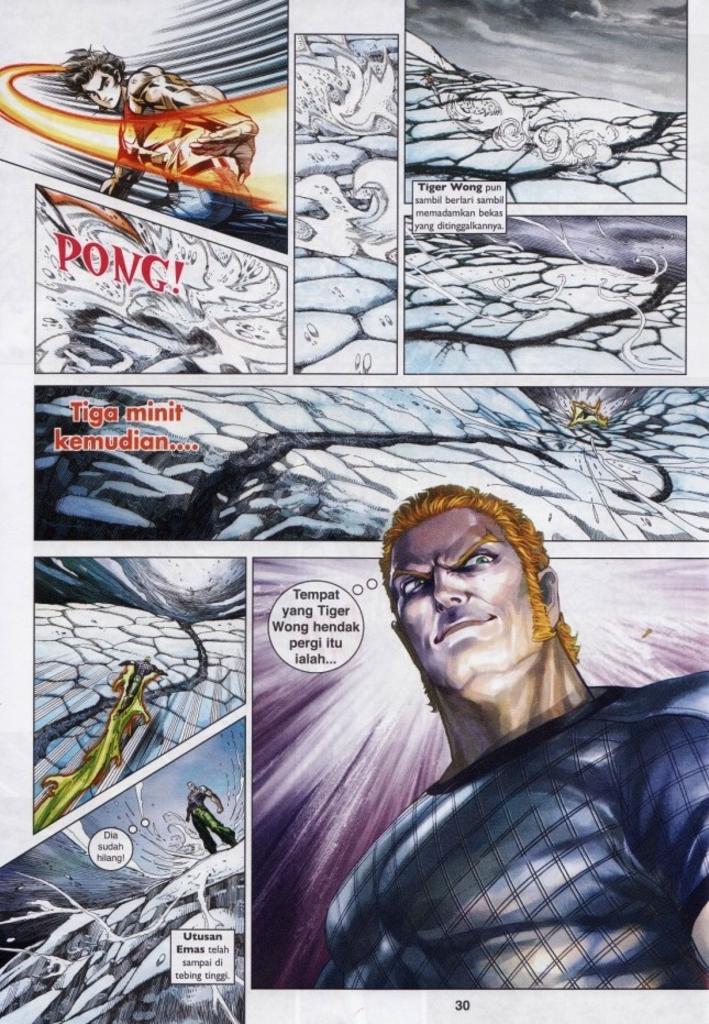 PONG!
Tiger Wong pun
sambil berlari sambil
memadamkan bekas
yang ditinggalkannya.
Tiga minit
kemudian....
Tempat
yang Tiger
Wong hendak
pergi itu
ialah...
Dia
sudah
hilang!
Utusan
Emas telah
sampai di
tebing tinggi.
30